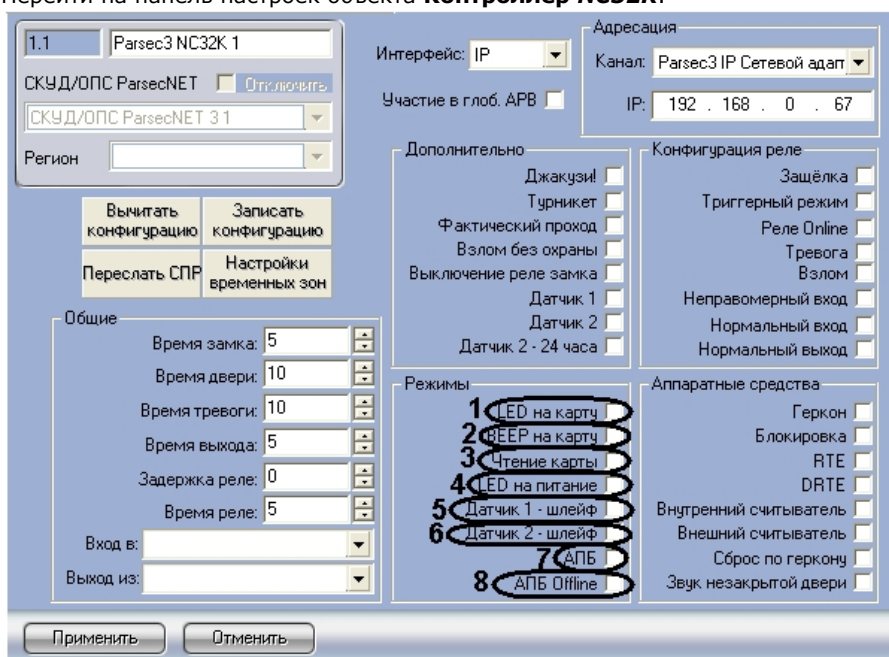 Перейти на панель настроек объекта Контроллер NC32K.
1.1 Parsec3 NC32K 1
СКУД/ОПС ParsecNET Отключить
СКУД/ОПС ParsecNET 3 1
Регион
Интерфейс: IP
Участие в глоб. APB
Адресация
Канал: Parsec3 IP Сетевой адап
IP: 192 . 168 . 0 . 67
Вычитать конфигурацию
Записать конфигурацию
Переслать СПР
Настройки временных зон
Общие
Время замка: 5
Время двери: 10
Время тревоги: 10
Время выхода: 5
Задержка реле: 0
Время реле: 5
Вход в:
Выход из:
Дополнительно
Джакузи!
Турникет
Фактический проход
Взлом без охраны
Выключение реле замка
Датчик 1
Датчик 2
Датчик 2 - 24 часа
Конфигурация реле
Защёлка
Триггерный режим
Реле Online
Тревога
Взлом
Неправомерный вход
Нормальный вход
Нормальный выход
Режимы
1 LED на карту
2 BEEP на карту
3 Чтение карты
4 LED на питание
5 Датчик 1 - шлейф
6 Датчик 2 - шлейф
7 АПБ
8 АПБ Offline
Аппаратные средства
Геркон
Блокировка
RTE
DRTE
Внутренний считыватель
Внешний считыватель
Сброс по геркону
Звук незакрытой двери
Применить
Отменить